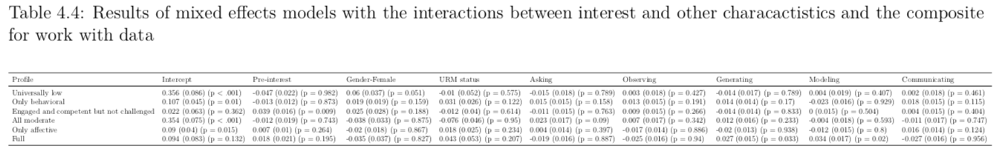 Table 4.4: Results of mixed effects models with the interactions between interest and other characactistics and the composite
for work with data
Profile Intercept Pre-interest Gender-Female URM status Asking Observing Generating Modeling Communicating
Universally low 0.356 (0.086) (p < .001) -0.047 (0.022) (p = 0.982) 0.06 (0.037) (p = 0.051) -0.01 (0.052) (p = 0.575) -0.015 (0.018) (p = 0.789) 0.003 (0.018) (p = 0.427) -0.014 (0.017) (p = 0.789) 0.004 (0.019) (p = 0.407) 0.002 (0.018) (p = 0.461)
Only behavioral 0.107 (0.045) (p = 0.01) -0.013 (0.012) (p = 0.873) 0.019 (0.019) (p = 0.159) 0.031 (0.026) (p = 0.122) 0.015 (0.015) (p = 0.158) 0.013 (0.015) (p = 0.191) 0.014 (0.014) (p = 0.17) -0.023 (0.016) (p = 0.929) 0.018 (0.015) (p = 0.115)
Engaged and competent but not challenged 0.022 (0.063) (p = 0.362) 0.039 (0.016) (p = 0.009) 0.025 (0.028) (p = 0.188) -0.012 (0.04) (p = 0.614) -0.011 (0.015) (p = 0.763) 0.009 (0.015) (p = 0.266) -0.014 (0.014) (p = 0.833) 0 (0.015) (p = 0.504) 0.004 (0.015) (p = 0.404)
All moderate 0.354 (0.075) (p < .001) -0.012 (0.019) (p = 0.743) -0.038 (0.033) (p = 0.875) -0.076 (0.046) (p = 0.95) 0.023 (0.017) (p = 0.09) 0.007 (0.017) (p = 0.342) 0.012 (0.016) (p = 0.233) -0.004 (0.018) (p = 0.593) -0.011 (0.017) (p = 0.747)
Only affective 0.09 (0.04) (p = 0.015) 0.007 (0.01) (p = 0.264) -0.02 (0.018) (p = 0.867) 0.018 (0.025) (p = 0.234) 0.004 (0.014) (p = 0.397) -0.017 (0.014) (p = 0.886) -0.02 (0.013) (p = 0.938) -0.012 (0.015) (p = 0.8) 0.016 (0.014) (p = 0.124)
Full 0.094 (0.083) (p = 0.132) 0.018 (0.021) (p = 0.195) -0.035 (0.037) (p = 0.827) 0.043 (0.053) (p = 0.207) -0.019 (0.016) (p = 0.887) -0.025 (0.016) (p = 0.94) 0.027 (0.015) (p = 0.033) 0.034 (0.017) (p = 0.02) -0.027 (0.016) (p = 0.956)